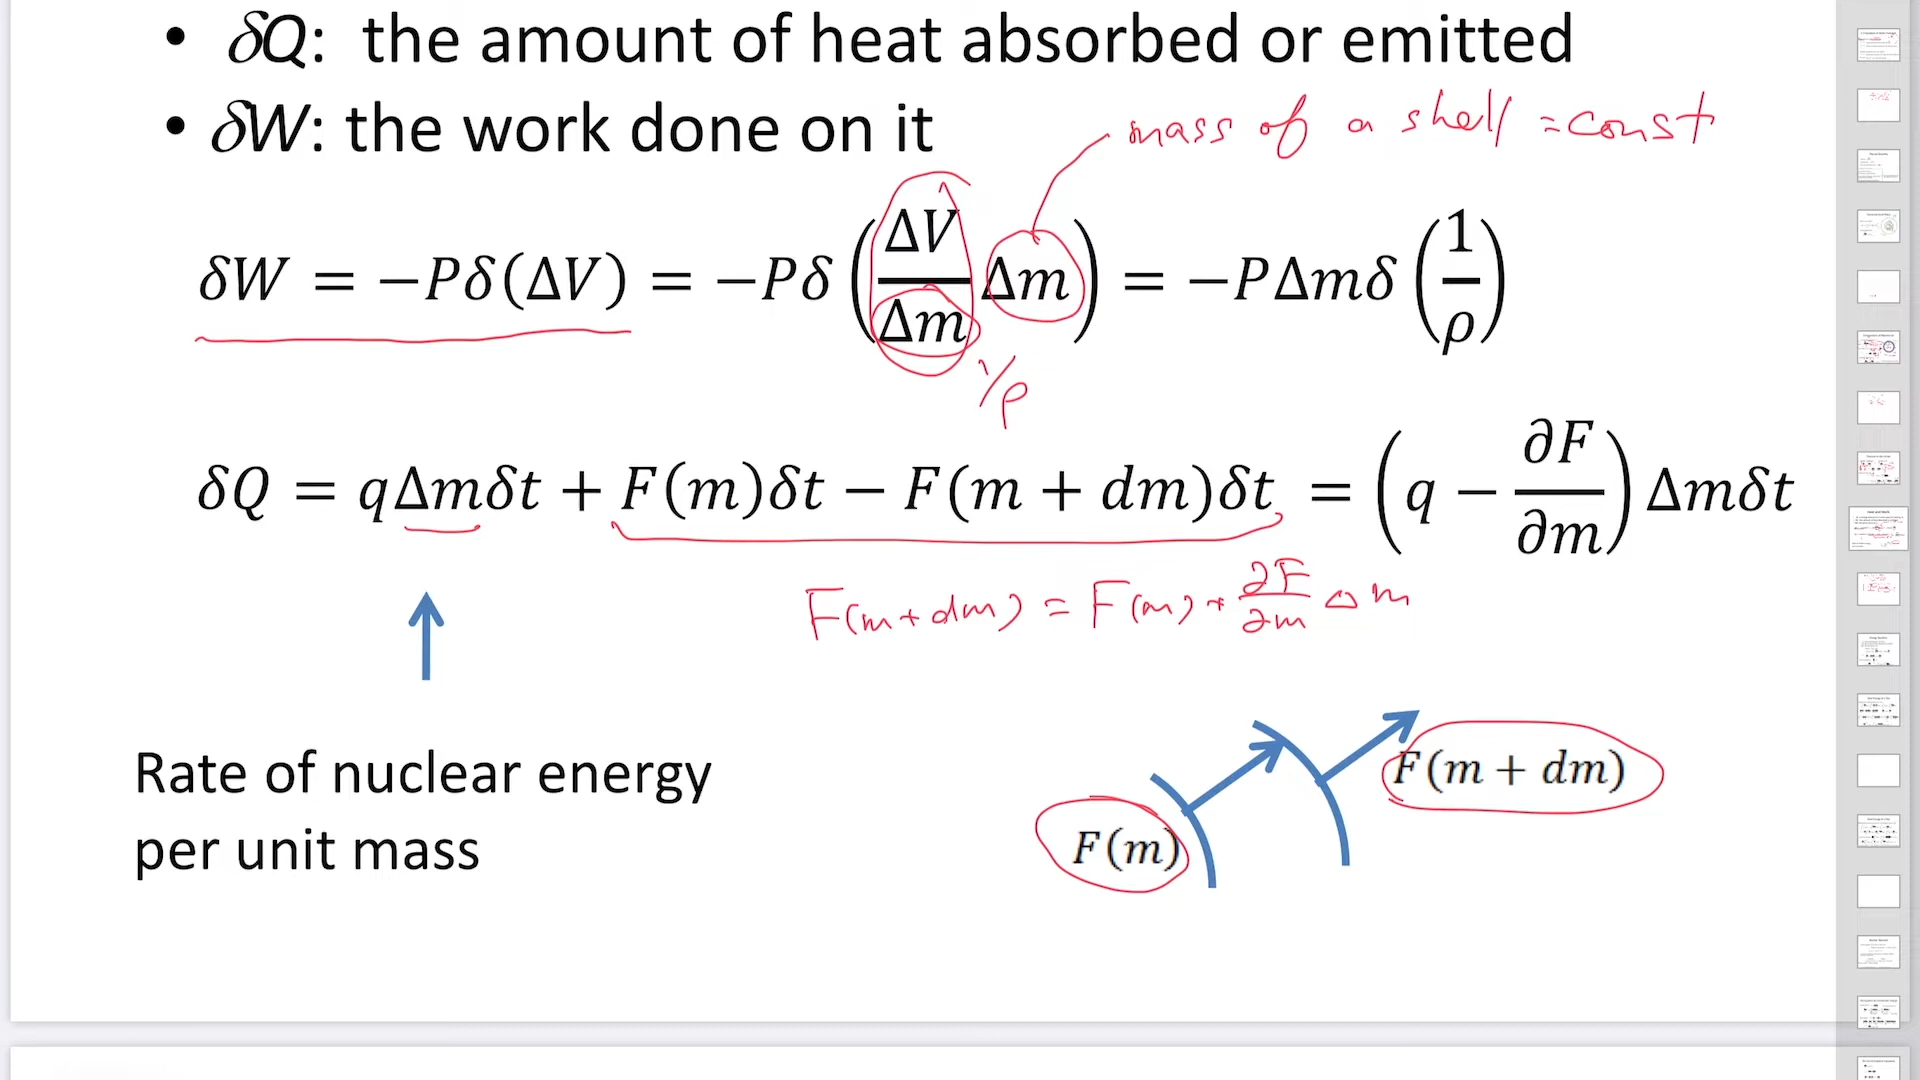 • δQ: the amount of heat absorbed or emitted
• δW: the work done on it
mass of a shell = const
δW = −Pδ(ΔV) = −Pδ(ΔV/Δm Δm) = −PΔmδ(1/ρ)
1/ρ
δQ = qΔmδt + F(m)δt − F(m + dm)δt = (q − ∂F/∂m)Δmδt
F(m+dm) = F(m) + ∂F/∂m Δm
Rate of nuclear energy
per unit mass
F(m + dm)
F(m)